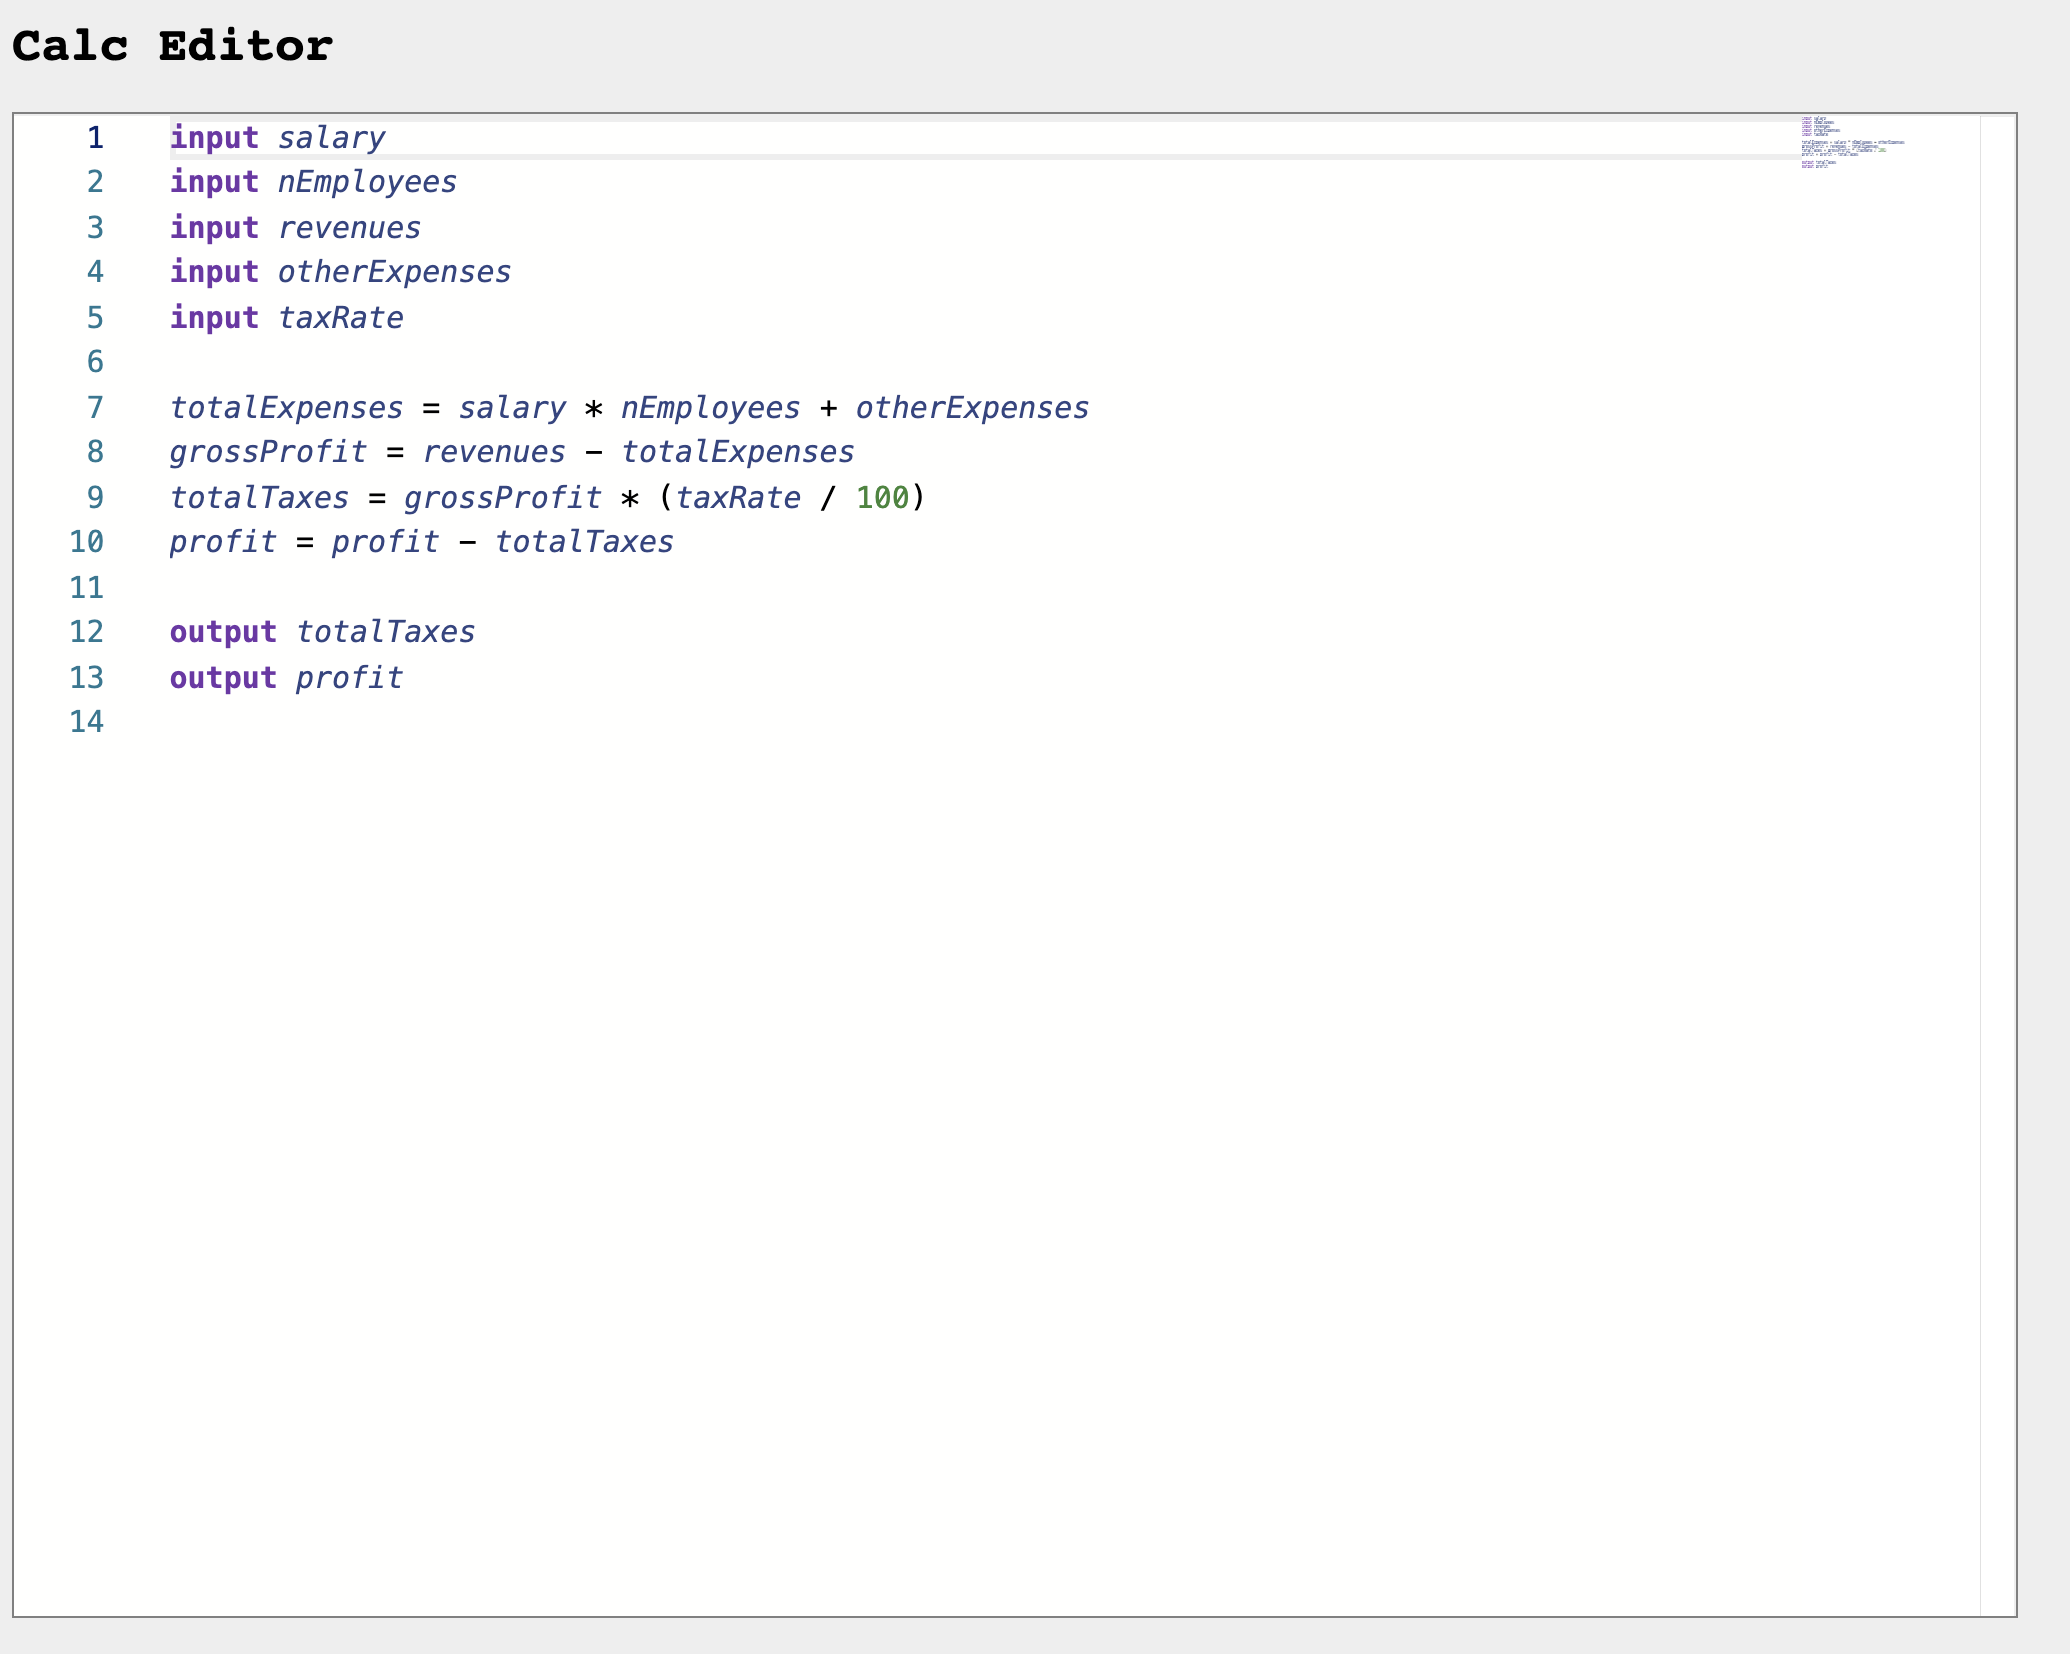 Calc Editor
1 input salary
2 input nEmployees
3 input revenues
4 input otherExpenses
5 input taxRate
6
7 totalExpenses = salary * nEmployees + otherExpenses
8 grossProfit = revenues - totalExpenses
9 totalTaxes = grossProfit * (taxRate / 100)
10 profit = profit - totalTaxes
11
12 output totalTaxes
13 output profit
14